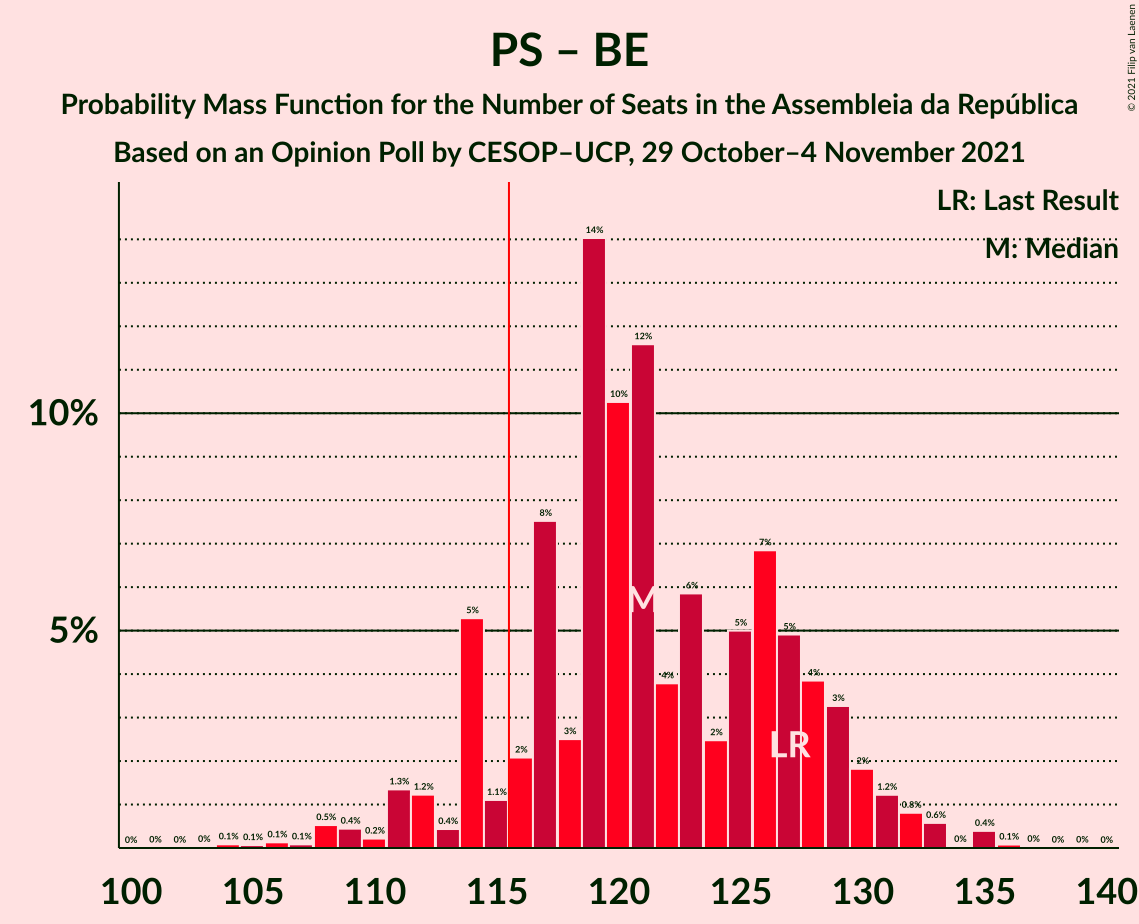 PS – BE
Probability Mass Function for the Number of Seats in the Assembleia da República
Based on an Opinion Poll by CESOP–UCP, 29 October–4 November 2021
© 2021 Filip van Laenen
LR: Last Result
M: Median
10%
5%
0% 0% 0% 0% 0.1% 0.1% 0.1% 0.1% 0.5% 0.4% 0.2% 1.3% 1.2% 0.4% 5% 1.1% 2% 8% 3% 14% 10% 12% 4% 6% 2% 5% 7% 5% 4% 3% 2% 1.2% 0.8% 0.6% 0% 0.4% 0.1% 0% 0% 0% 0%
M
LR
100 105 110 115 120 125 130 135 140